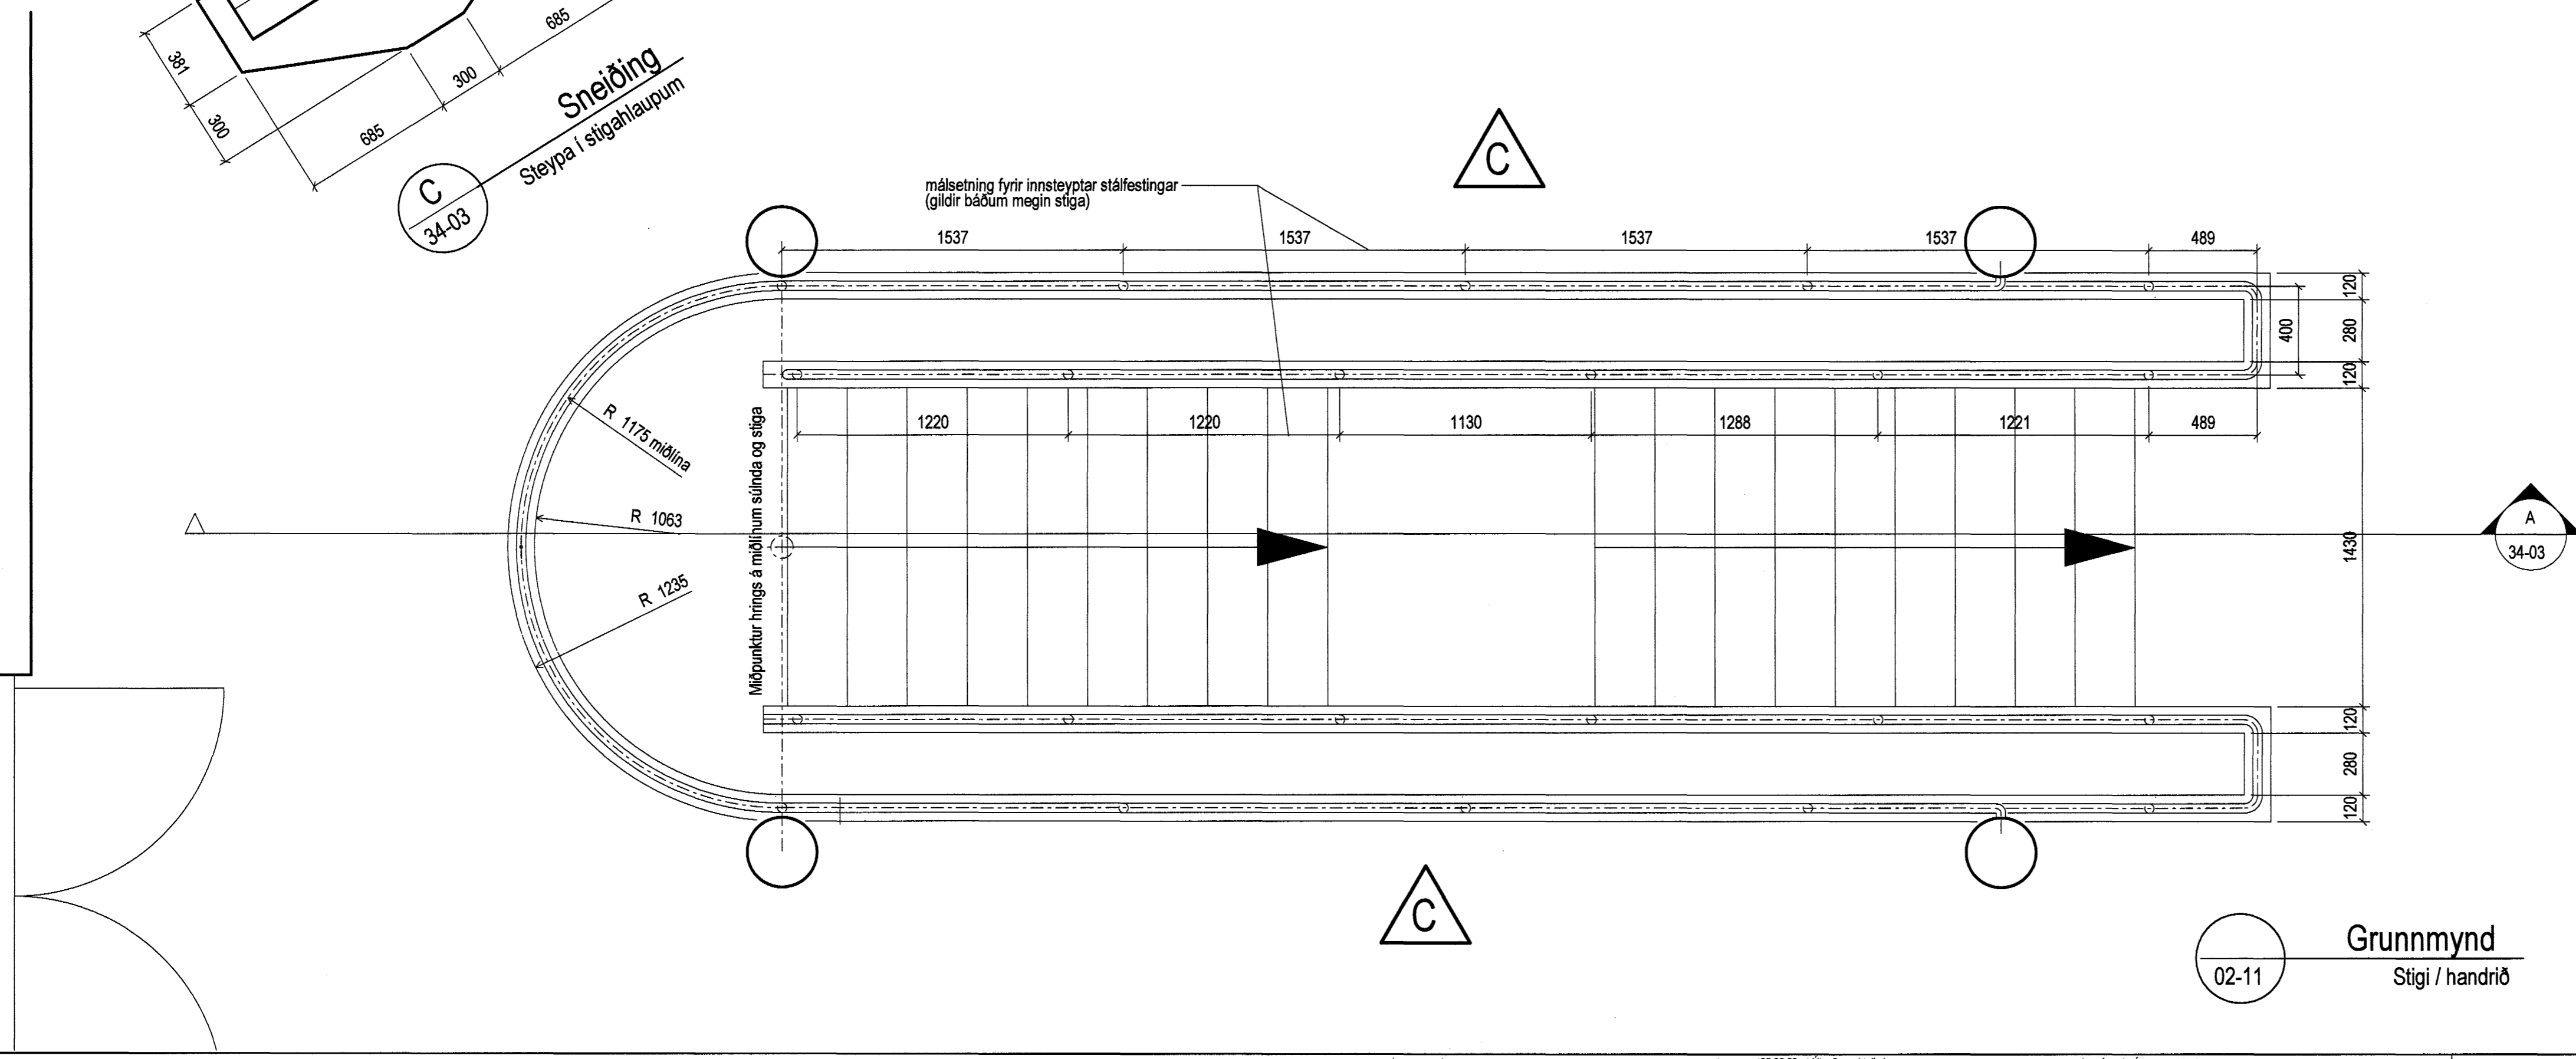 685
381
300
300
685
Sneiðing
Steypa í stigahlaupum
C
34-03
C
málsetning fyrir innsteyptar stálfestingar
(gildir báðum megin stiga)
1537
1537
1537
1537
489
120
280
400
120
1220
1220
1130
1288
1221
489
R 1175 miðlína
R 1063
R 1235
Miðpunktur hrings á miðlínum súlnda og stiga
1430
A
34-03
120
280
120
C
Grunnmynd
02-11
Stigi / handrið